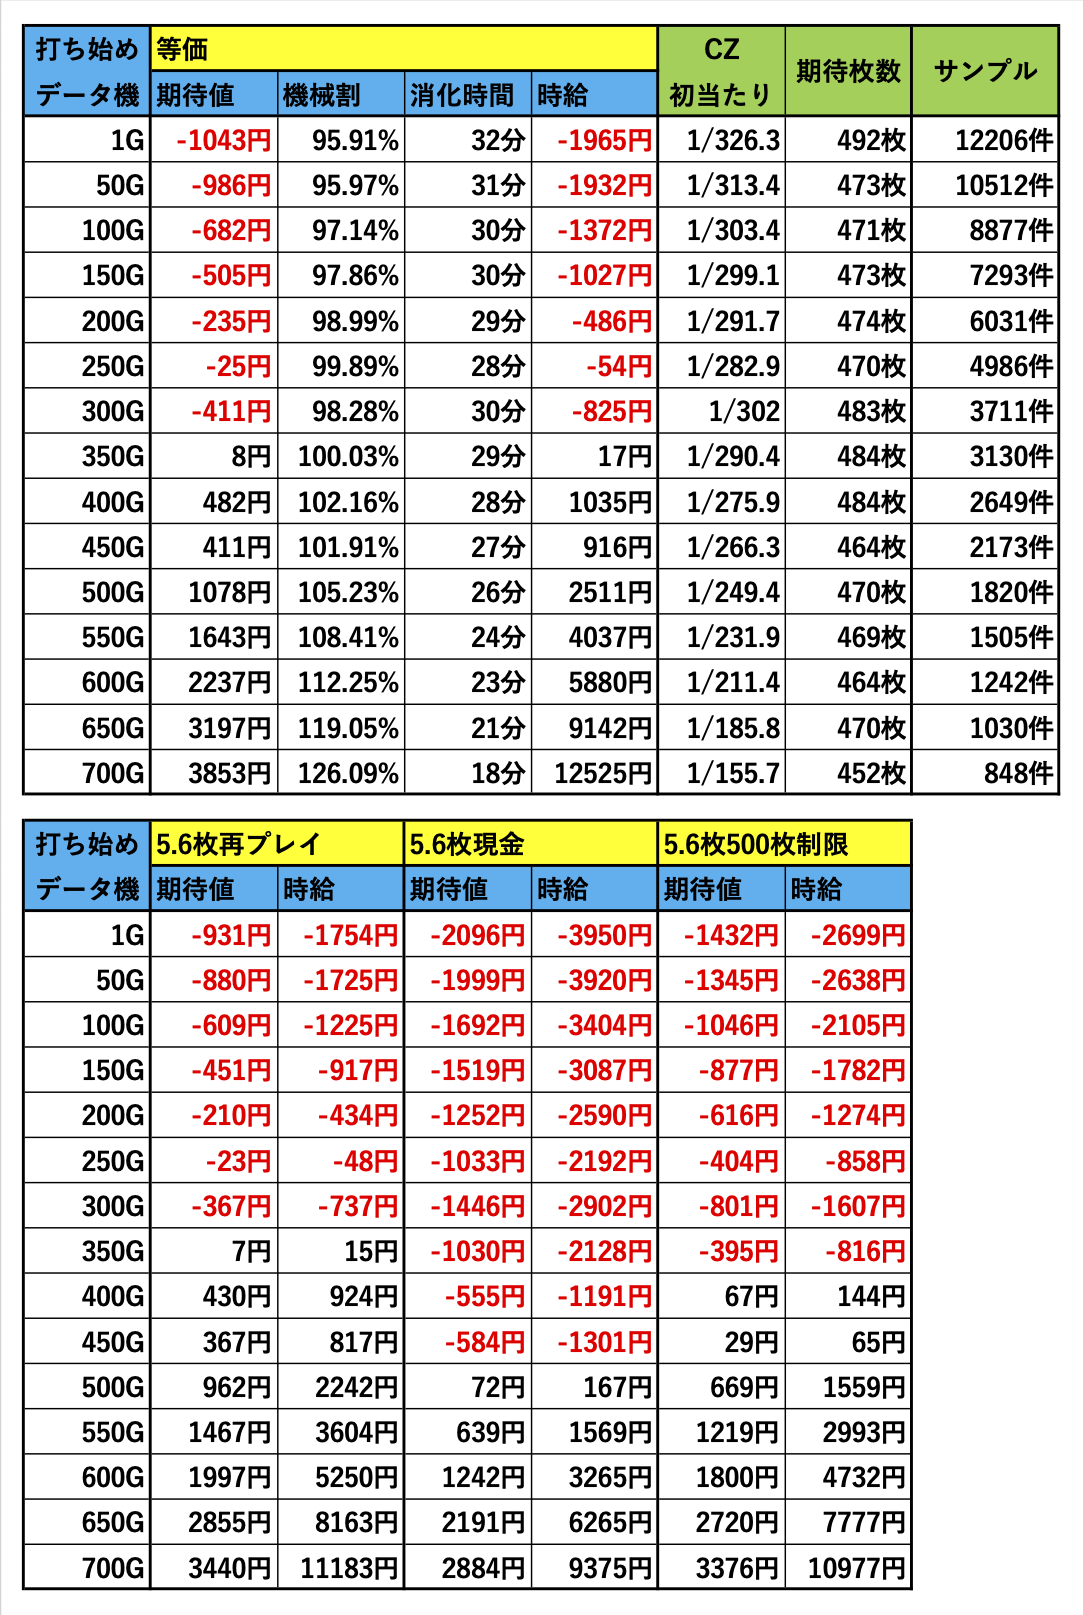 打ち始め 等価 CZ 期待枚数 サンプル
データ機 期待値 機械割 消化時間 時給 初当たり
1G -1043円 95.91% 32分 -1965円 1/326.3 492枚 12206件
50G -986円 95.97% 31分 -1932円 1/313.4 473枚 10512件
100G -682円 97.14% 30分 -1372円 1/303.4 471枚 8877件
150G -505円 97.86% 30分 -1027円 1/299.1 473枚 7293件
200G -235円 98.99% 29分 -486円 1/291.7 474枚 6031件
250G -25円 99.89% 28分 -54円 1/282.9 470枚 4986件
300G -411円 98.28% 30分 -825円 1/302 483枚 3711件
350G 8円 100.03% 29分 17円 1/290.4 484枚 3130件
400G 482円 102.16% 28分 1035円 1/275.9 484枚 2649件
450G 411円 101.91% 27分 916円 1/266.3 464枚 2173件
500G 1078円 105.23% 26分 2511円 1/249.4 470枚 1820件
550G 1643円 108.41% 24分 4037円 1/231.9 469枚 1505件
600G 2237円 112.25% 23分 5880円 1/211.4 464枚 1242件
650G 3197円 119.05% 21分 9142円 1/185.8 470枚 1030件
700G 3853円 126.09% 18分 12525円 1/155.7 452枚 848件
打ち始め 5.6枚再プレイ 5.6枚現金 5.6枚500枚制限
データ機 期待値 時給 期待値 時給 期待値 時給
1G -931円 -1754円 -2096円 -3950円 -1432円 -2699円
50G -880円 -1725円 -1999円 -3920円 -1345円 -2638円
100G -609円 -1225円 -1692円 -3404円 -1046円 -2105円
150G -451円 -917円 -1519円 -3087円 -877円 -1782円
200G -210円 -434円 -1252円 -2590円 -616円 -1274円
250G -23円 -48円 -1033円 -2192円 -404円 -858円
300G -367円 -737円 -1446円 -2902円 -801円 -1607円
350G 7円 15円 -1030円 -2128円 -395円 -816円
400G 430円 924円 -555円 -1191円 67円 144円
450G 367円 817円 -584円 -1301円 29円 65円
500G 962円 2242円 72円 167円 669円 1559円
550G 1467円 3604円 639円 1569円 1219円 2993円
600G 1997円 5250円 1242円 3265円 1800円 4732円
650G 2855円 8163円 2191円 6265円 2720円 7777円
700G 3440円 11183円 2884円 9375円 3376円 10977円